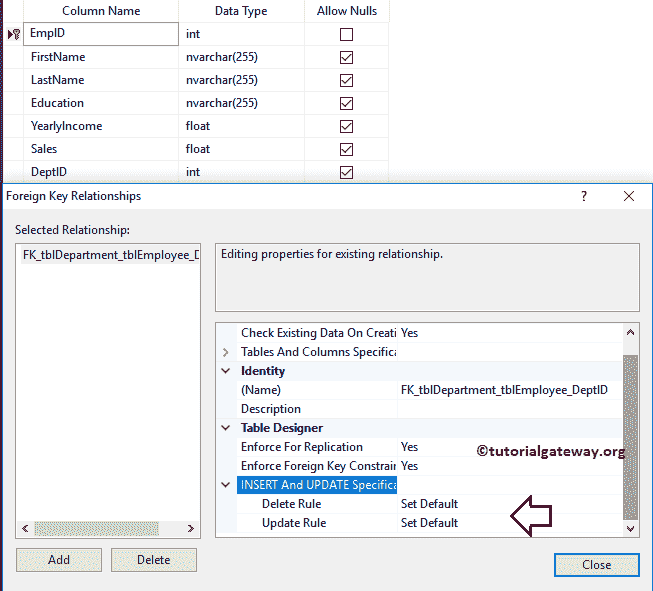 Column Name Data Type Allow Nulls
EmpID int
FirstName nvarchar(255)
LastName nvarchar(255)
Education nvarchar(255)
YearlyIncome float
Sales float
DeptID int
Foreign Key Relationships ?
Selected Relationship:
FK_tblDepartment_tblEmployee_D
Editing properties for existing relationship.
Check Existing Data On Creati Yes
Tables And Columns Specifica
Identity
(Name) FK_tblDepartment_tblEmployee_DeptID
Description
Table Designer
Enforce For Replication Yes
©tutorialgateway.org
Enforce Foreign Key Constrain Yes
INSERT And UPDATE Specifica
Delete Rule Set Default
Update Rule Set Default
Add Delete Close